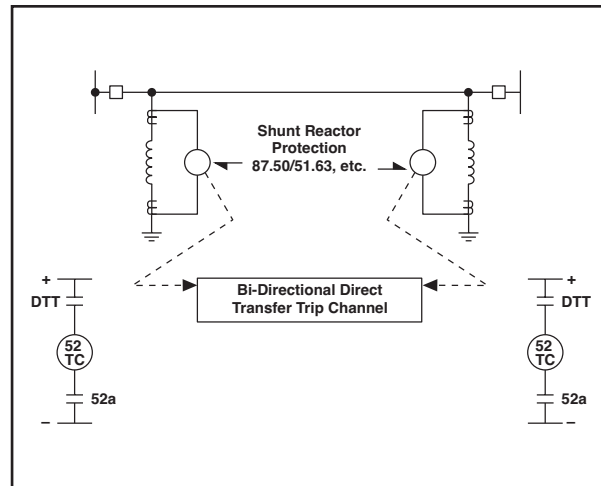 Shunt Reactor
Protection
87.50/51.63, etc.
Bi-Directional Direct
Transfer Trip Channel
+
DTT
52
TC
52a
–
+
DTT
52
TC
52a
–